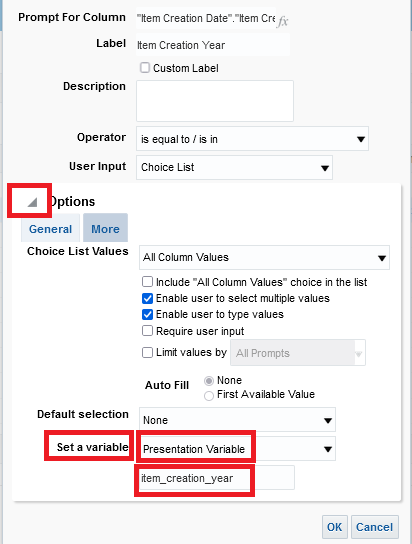 Prompt For Column "Item Creation Date"."Item Cre fx
Label Item Creation Year
Custom Label
Description
Operator is equal to / is in
User Input Choice List
Options
General More
Choice List Values All Column Values
Include "All Column Values" choice in the list
Enable user to select multiple values
Enable user to type values
Require user input
Limit values by All Prompts
Auto Fill None
First Available Value
Default selection None
Set a variable Presentation Variable
item_creation_year
OK Cancel